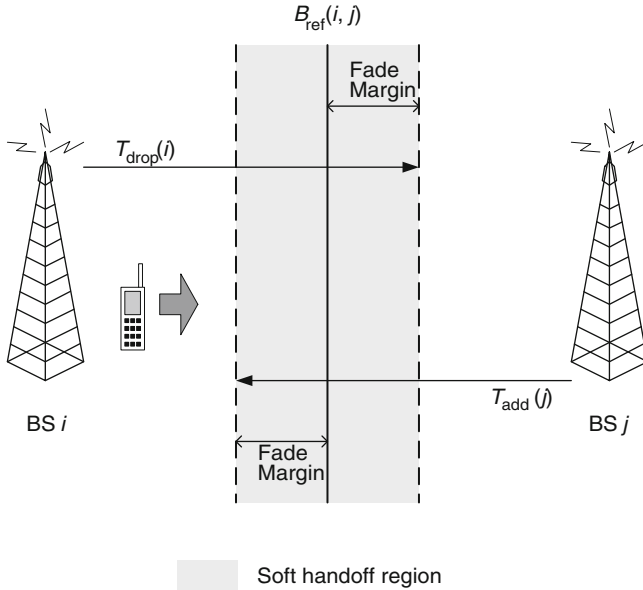 B_ref(i, j)
Fade
Margin
T_drop(i)
T_add (j)
BS i
BS j
Fade
Margin
Soft handoff region